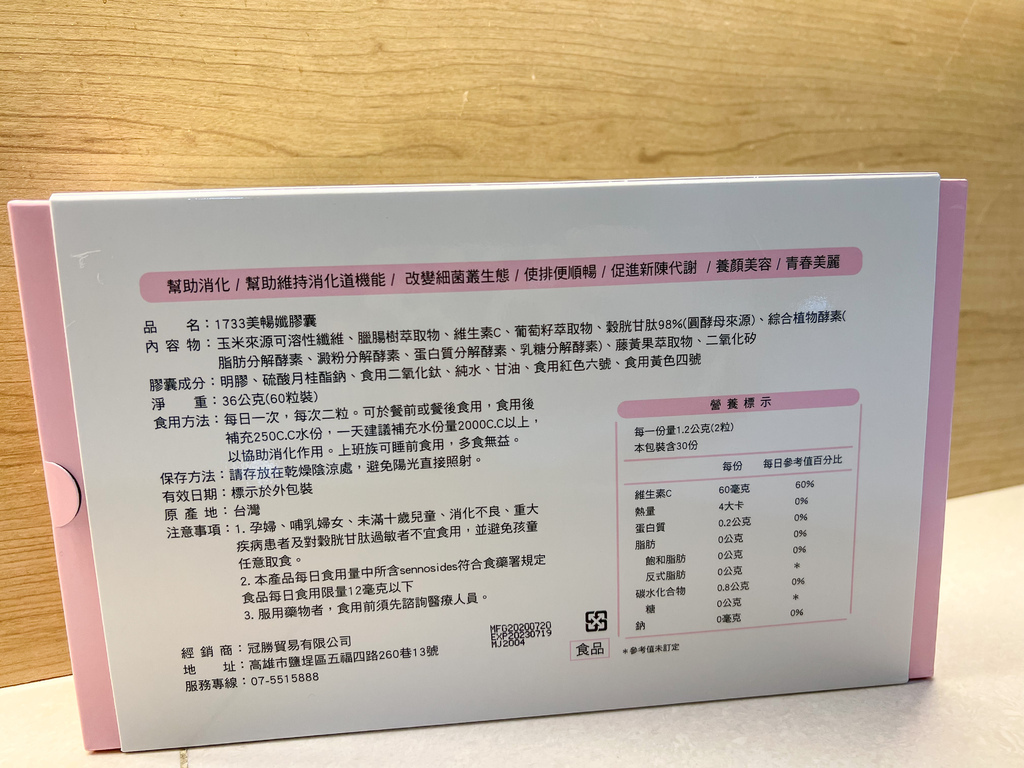 幫助消化 / 幫助維持消化道機能 / 改變細菌叢生態 / 使排便順暢 / 促進新陳代謝 / 養顏美容 / 青春美麗
品　　名：1733美暢孅膠囊
內 容 物：玉米來源可溶性纖維、臘腸樹萃取物、維生素C、葡萄籽萃取物、榖胱甘肽98%(圓酵母來源)、綜合植物酵素(
脂肪分解酵素、澱粉分解酵素、蛋白質分解酵素、乳糖分解酵素)、藤黃果萃取物、二氧化矽
膠囊成分：明膠、硫酸月桂酯鈉、食用二氧化鈦、純水、甘油、食用紅色六號、食用黃色四號
淨　　重：36公克(60粒裝)
食用方法：每日一次，每次二粒。可於餐前或餐後食用，食用後
補充250C.C水份，一天建議補充水份量2000C.C以上，
以協助消化作用。上班族可睡前食用，多食無益。
保存方法：請存放在乾燥陰涼處，避免陽光直接照射。
有效日期：標示於外包裝
原 產 地：台灣
注意事項：1. 孕婦、哺乳婦女、未滿十歲兒童、消化不良、重大
疾病患者及對榖胱甘肽過敏者不宜食用，並避免孩童
任意取食。
2. 本產品每日食用量中所含sennosides符合食藥署規定
食品每日食用限量12毫克以下
3. 服用藥物者，食用前須先諮詢醫療人員。
經 銷 商：冠勝貿易有限公司
地　　址：高雄市鹽埕區五福四路260巷13號
服務專線：07-5515888
MFG20200720
EXP20230719
MJ2004
食品
營養標示
每一份量1.2公克(2粒)
本包裝含30份
每份 每日參考值百分比
維生素C 60毫克 60%
熱量 4大卡 0%
蛋白質 0.2公克 0%
脂肪 0公克 0%
飽和脂肪 0公克 0%
反式脂肪 0公克 *
碳水化合物 0.8公克 0%
糖 0公克 *
鈉 0毫克 0%
*參考值未訂定